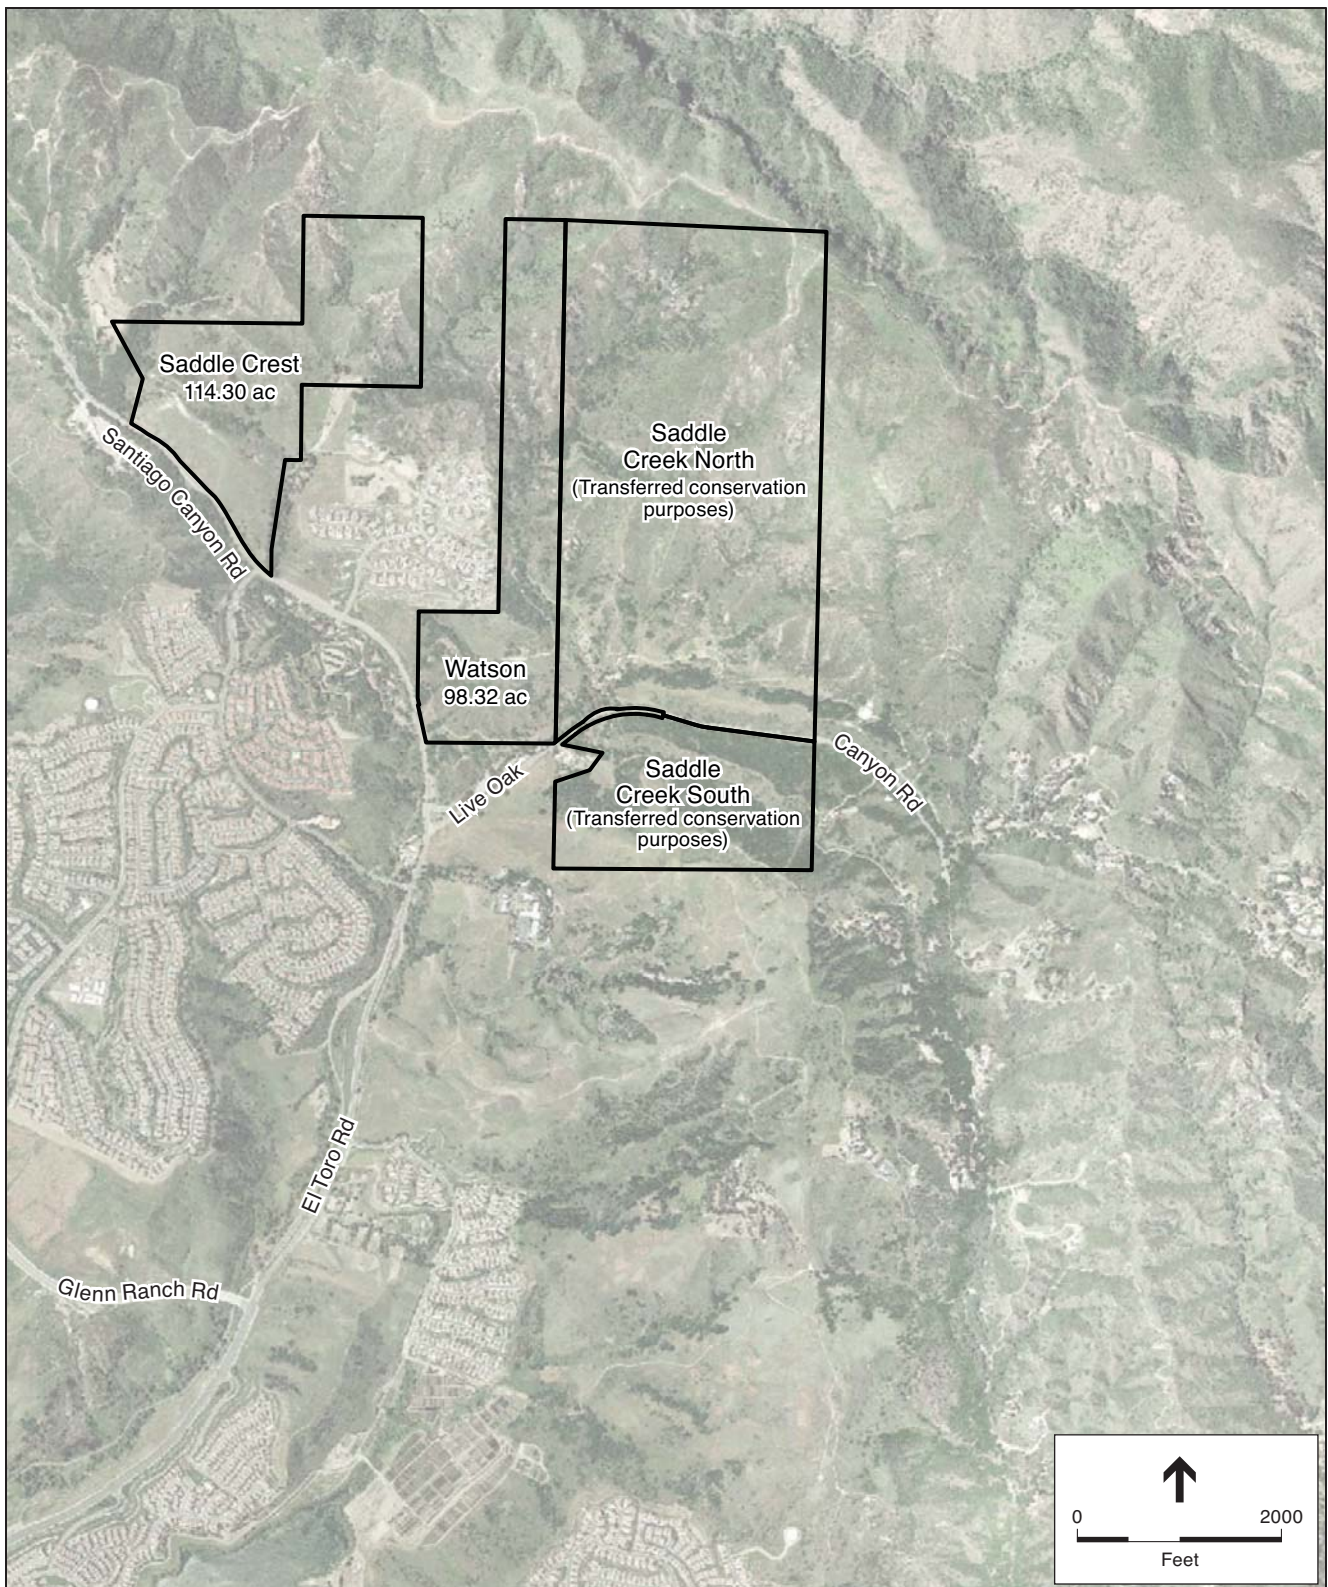 Saddle Crest
114.30 ac
Santiago Canyon Rd
Saddle
Creek North
(Transferred conservation
purposes)
Watson
98.32 ac
Live Oak
Canyon Rd
Saddle
Creek South
(Transferred conservation
purposes)
El Toro Rd
Glenn Ranch Rd
0 2000
Feet